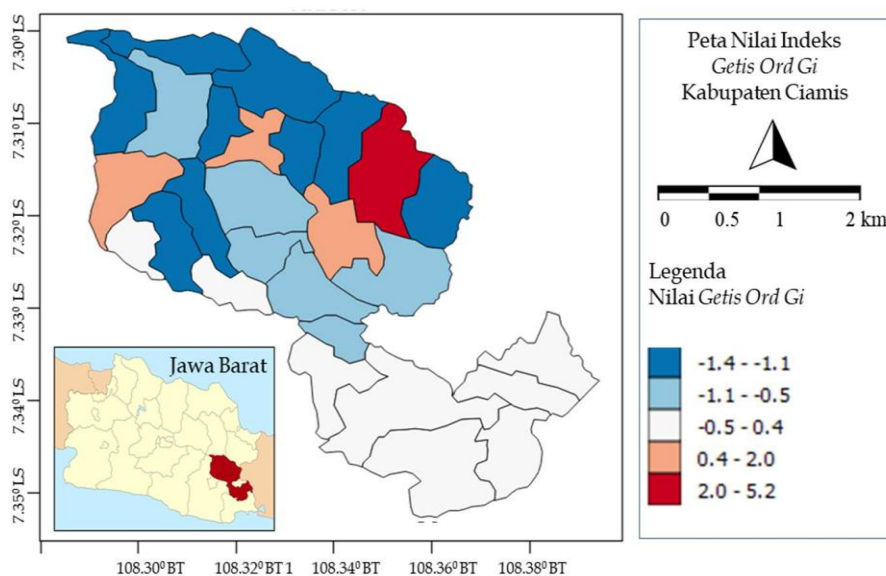 7.30⁰LS
7.31⁰LS
7.32⁰LS
7.33⁰LS
7.34⁰LS
7.35⁰LS
Jawa Barat
108.30⁰BT
108.32⁰BT 1
108.34⁰BT
108.36⁰BT
108.38⁰BT
Peta Nilai Indeks
Getis Ord Gi
Kabupaten Ciamis
0 0.5 1 2 km
Legenda
Nilai Getis Ord Gi
-1.4 - -1.1
-1.1 - -0.5
-0.5 - 0.4
0.4 - 2.0
2.0 - 5.2